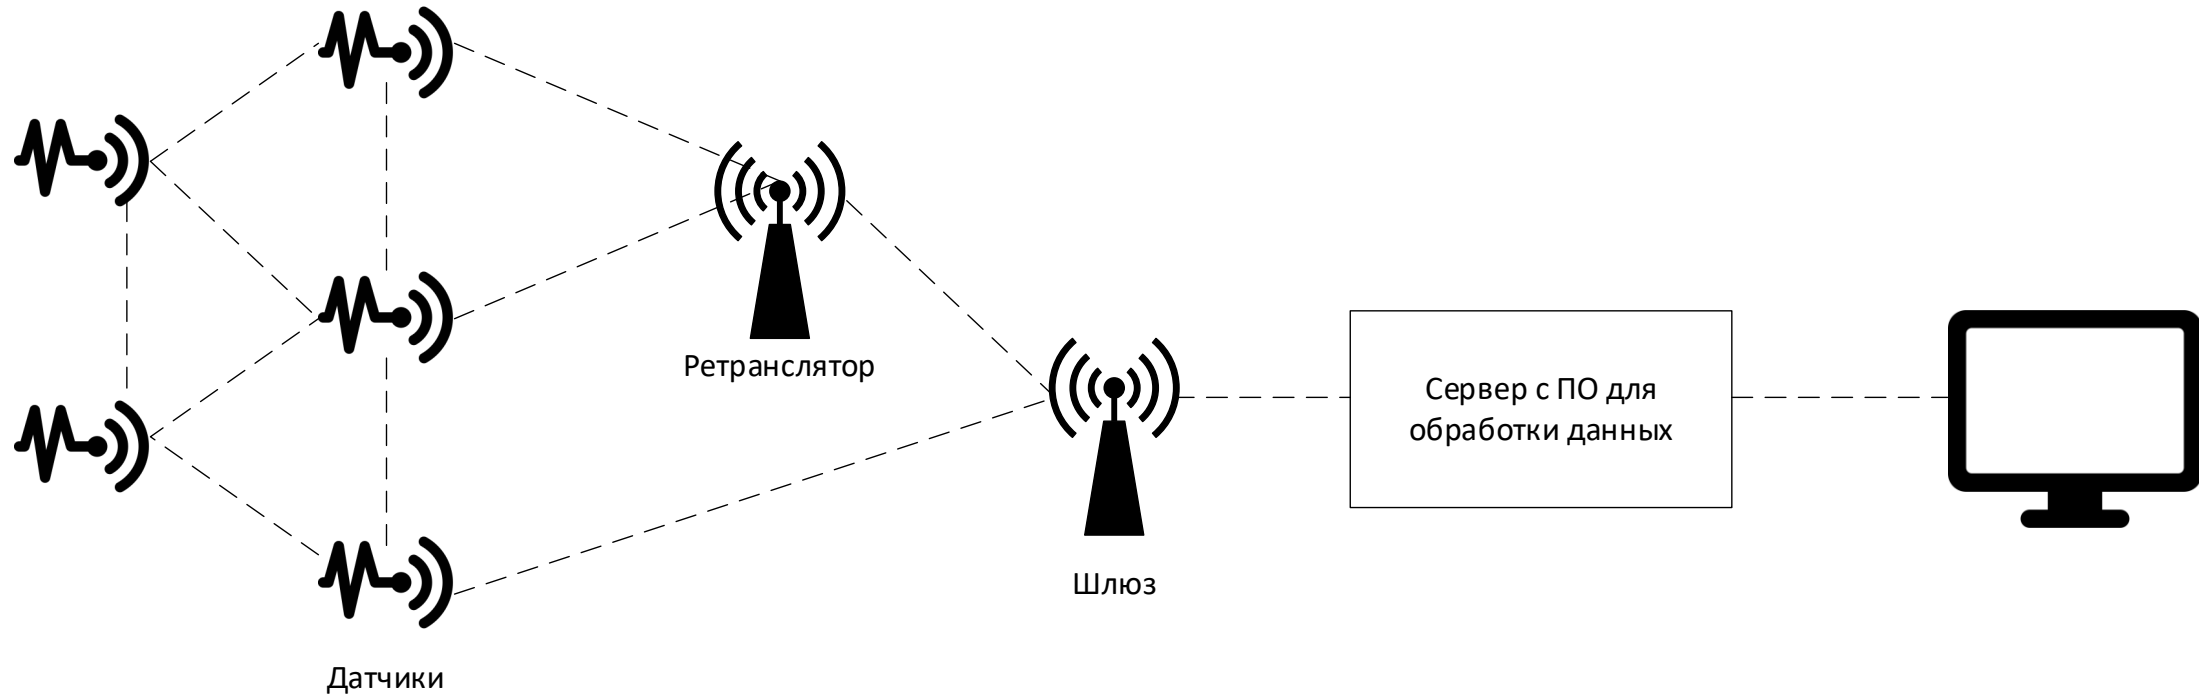 Ретранслятор
Сервер с ПО для
обработки данных
Шлюз
Датчики